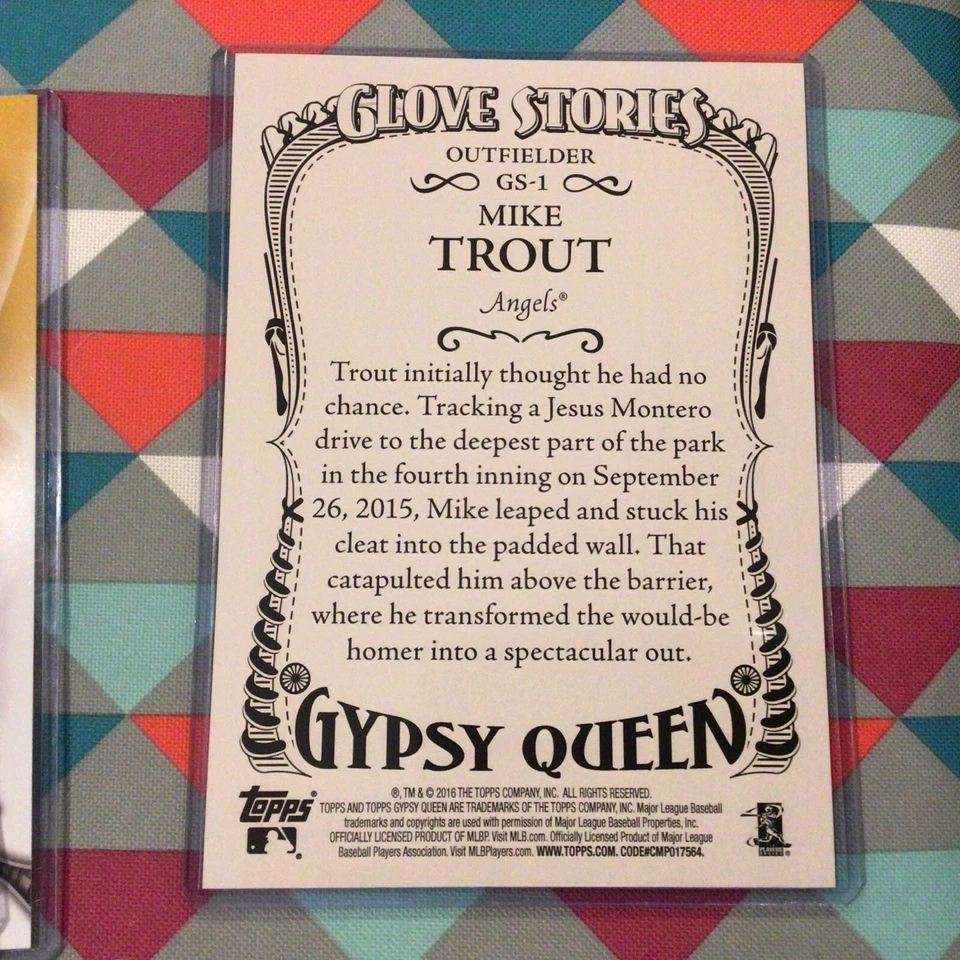 GLOVE STORIES
OUTFIELDER
GS-1
MIKE
TROUT
Angels®
Trout initially thought he had no
chance. Tracking a Jesus Montero
drive to the deepest part of the park
in the fourth inning on September
26, 2015, Mike leaped and stuck his
cleat into the padded wall. That
catapulted him above the barrier,
where he transformed the would-be
homer into a spectacular out.
GYPSY QUEEN
topps®
®, TM & © 2016 THE TOPPS COMPANY, INC. ALL RIGHTS RESERVED.
TOPPS AND TOPPS GYPSY QUEEN ARE TRADEMARKS OF THE TOPPS COMPANY, INC. Major League Baseball
trademarks and copyrights are used with permission of Major League Baseball Properties, Inc.
OFFICIALLY LICENSED PRODUCT OF MLBP. Visit MLB.com. Officially Licensed Product of Major League
Baseball Players Association. Visit MLBPlayers.com. WWW.TOPPS.COM. CODE#CMP017564.